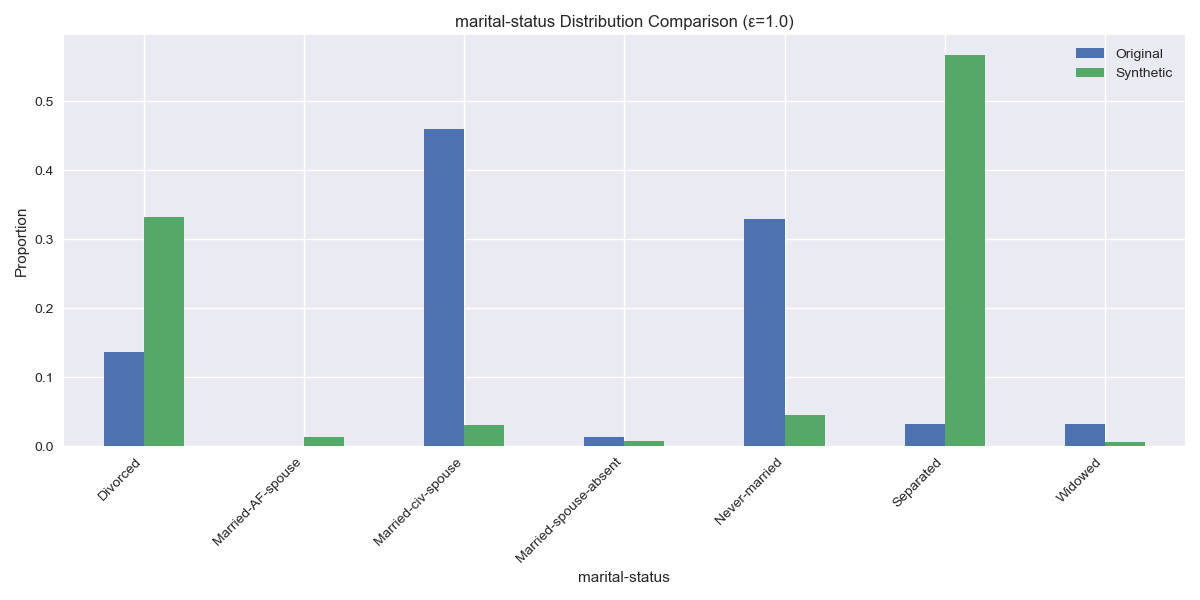 marital-status Distribution Comparison (ε=1.0)
Original
Synthetic
Proportion
0.5
0.4
0.3
0.2
0.1
0.0
Divorced
Married-AF-spouse
Married-civ-spouse
Married-spouse-absent
Never-married
Separated
Widowed
marital-status